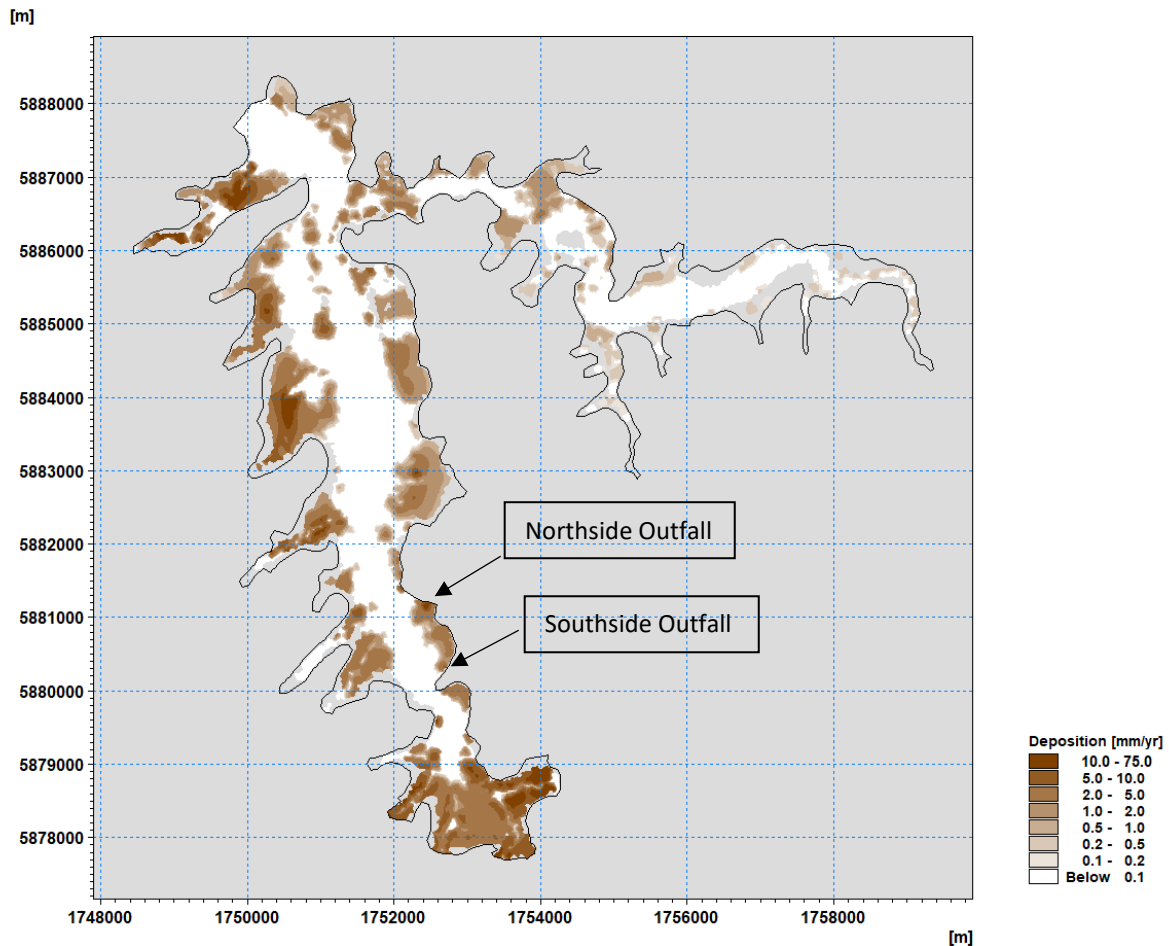 [m]
5888000
5887000
5886000
5885000
5884000
5883000
5882000
5881000
5880000
5879000
5878000
Northside Outfall
Southside Outfall
Deposition [mm/yr]
10.0 - 75.0
5.0 - 10.0
2.0 - 5.0
1.0 - 2.0
0.5 - 1.0
0.2 - 0.5
0.1 - 0.2
Below 0.1
1748000 1750000 1752000 1754000 1756000 1758000
[m]